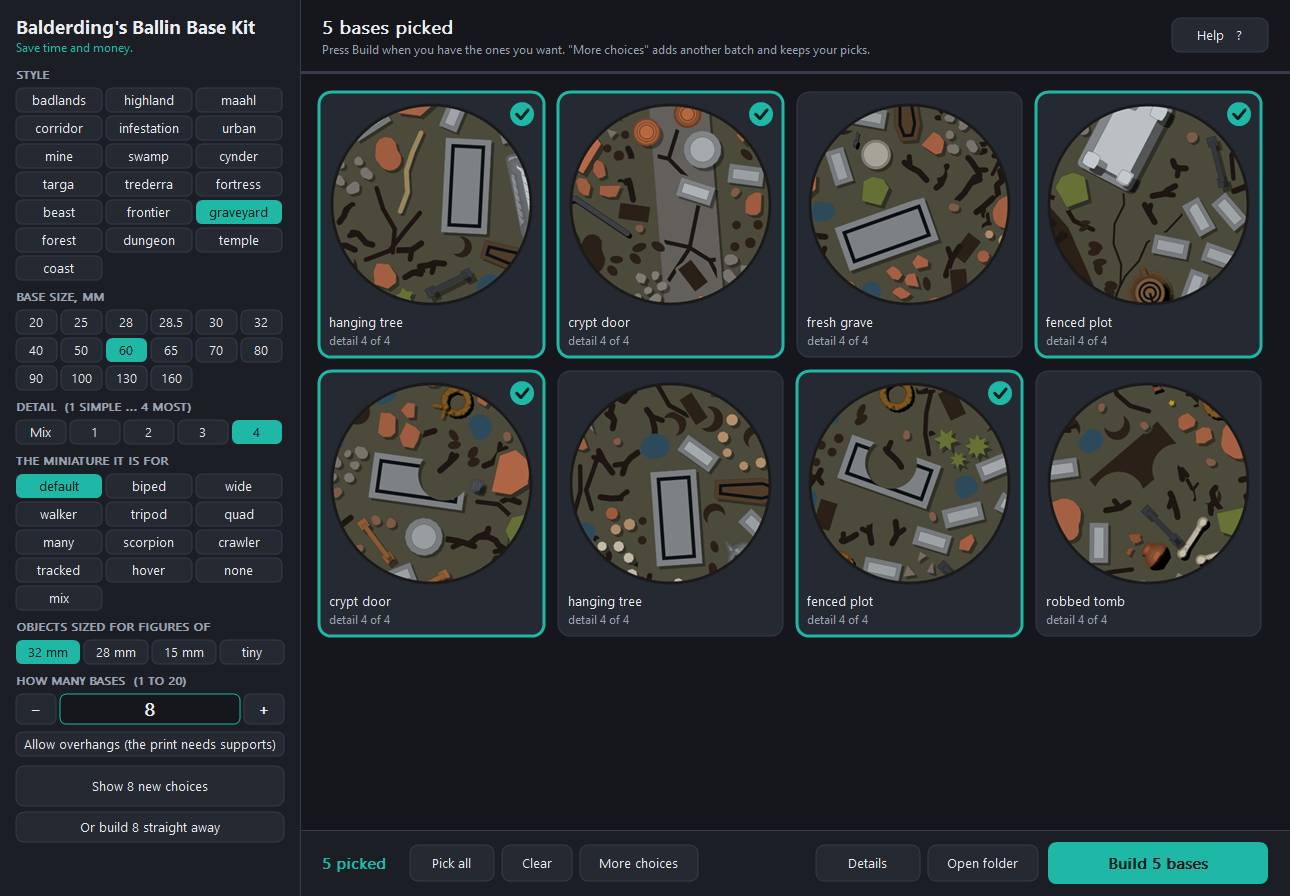 Balderding's Ballin Base Kit
Save time and money.
STYLE
badlands highland maahl
corridor infestation urban
mine swamp cynder
targa trederra fortress
beast frontier graveyard
forest dungeon temple
coast
BASE SIZE, MM
20 25 28 28.5 30 32
40 50 60 65 70 80
90 100 130 160
DETAIL (1 SIMPLE ... 4 MOST)
Mix 1 2 3 4
THE MINIATURE IT IS FOR
default biped wide
walker tripod quad
many scorpion crawler
tracked hover none
mix
OBJECTS SIZED FOR FIGURES OF
32 mm 28 mm 15 mm tiny
HOW MANY BASES (1 TO 20)
− 8 +
Allow overhangs (the print needs supports)
Show 8 new choices
Or build 8 straight away
5 bases picked
Press Build when you have the ones you want. "More choices" adds another batch and keeps your picks.
Help ?
hanging tree crypt door fresh grave fenced plot
detail 4 of 4 detail 4 of 4 detail 4 of 4 detail 4 of 4
crypt door hanging tree fenced plot robbed tomb
detail 4 of 4 detail 4 of 4 detail 4 of 4 detail 4 of 4
5 picked Pick all Clear More choices Details Open folder Build 5 bases